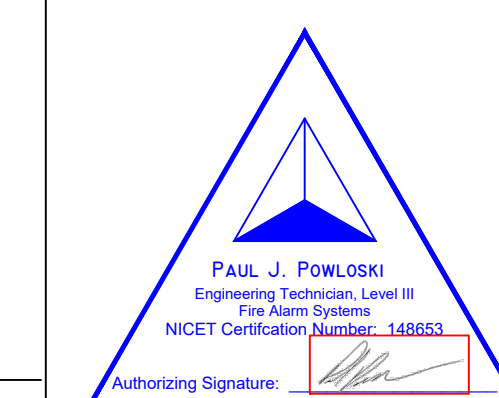 PAUL J. POWLOSKI
Engineering Technician, Level III
Fire Alarm Systems
NICET Certifcation Number: 148653
Authorizing Signature: